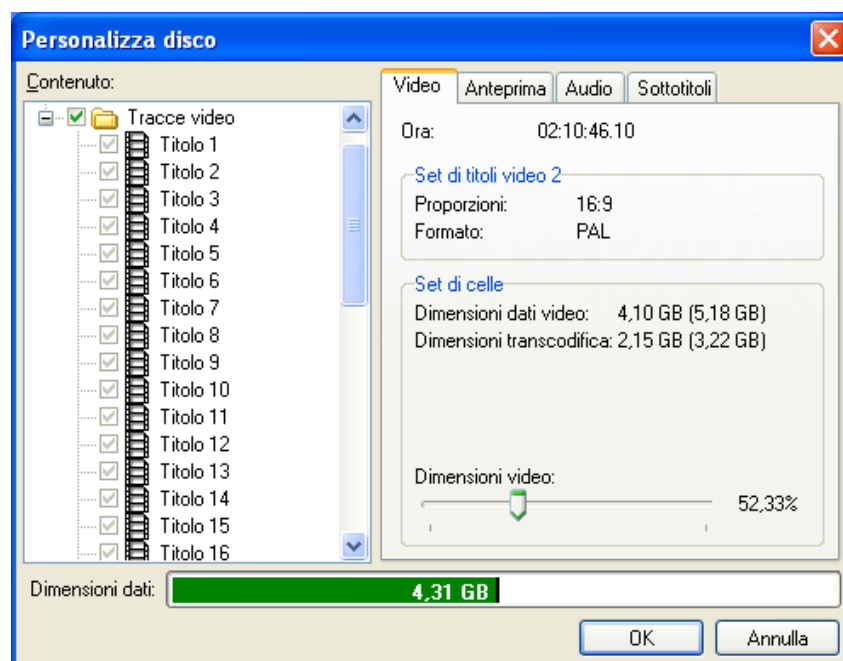 Personalizza disco
Contenuto:
Tracce video
Titolo 1
Titolo 2
Titolo 3
Titolo 4
Titolo 5
Titolo 6
Titolo 7
Titolo 8
Titolo 9
Titolo 10
Titolo 11
Titolo 12
Titolo 13
Titolo 14
Titolo 15
Titolo 16
Video Anteprima Audio Sottotitoli
Ora: 02:10:46.10
Set di titoli video 2
Proporzioni: 16:9
Formato: PAL
Set di celle
Dimensioni dati video: 4,10 GB (5,18 GB)
Dimensioni transcodifica: 2,15 GB (3,22 GB)
Dimensioni video:
52,33%
Dimensioni dati: 4,31 GB
OK Annulla